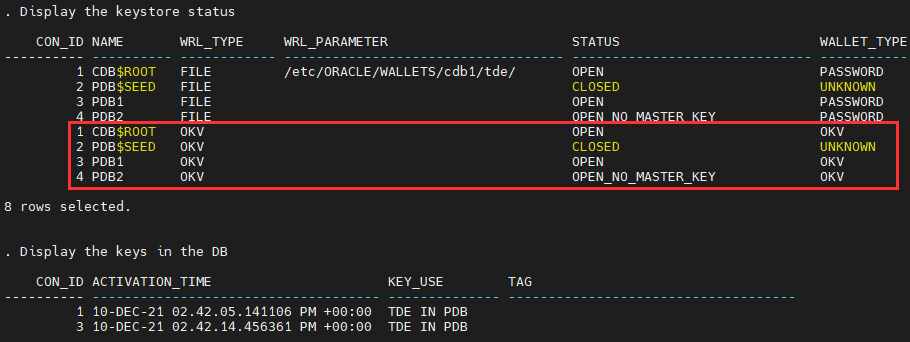 . Display the keystore status
CON_ID NAME WRL_TYPE WRL_PARAMETER STATUS WALLET_TYPE
----------- ---------- ------------ ----------------------------------- ------------------------------ -----------
1 CDB$ROOT FILE /etc/ORACLE/WALLETS/cdb1/tde/ OPEN PASSWORD
2 PDB$SEED FILE CLOSED UNKNOWN
3 PDB1 FILE OPEN PASSWORD
4 PDB2 FILE OPEN_NO_MASTER_KEY PASSWORD
1 CDB$ROOT OKV OPEN OKV
2 PDB$SEED OKV CLOSED UNKNOWN
3 PDB1 OKV OPEN OKV
4 PDB2 OKV OPEN_NO_MASTER_KEY OKV
8 rows selected.
. Display the keys in the DB
CON_ID ACTIVATION_TIME KEY_USE TAG
----------- ------------------------------------ -------------- ------------------------------------
1 10-DEC-21 02.42.05.141106 PM +00:00 TDE IN PDB
3 10-DEC-21 02.42.14.456361 PM +00:00 TDE IN PDB